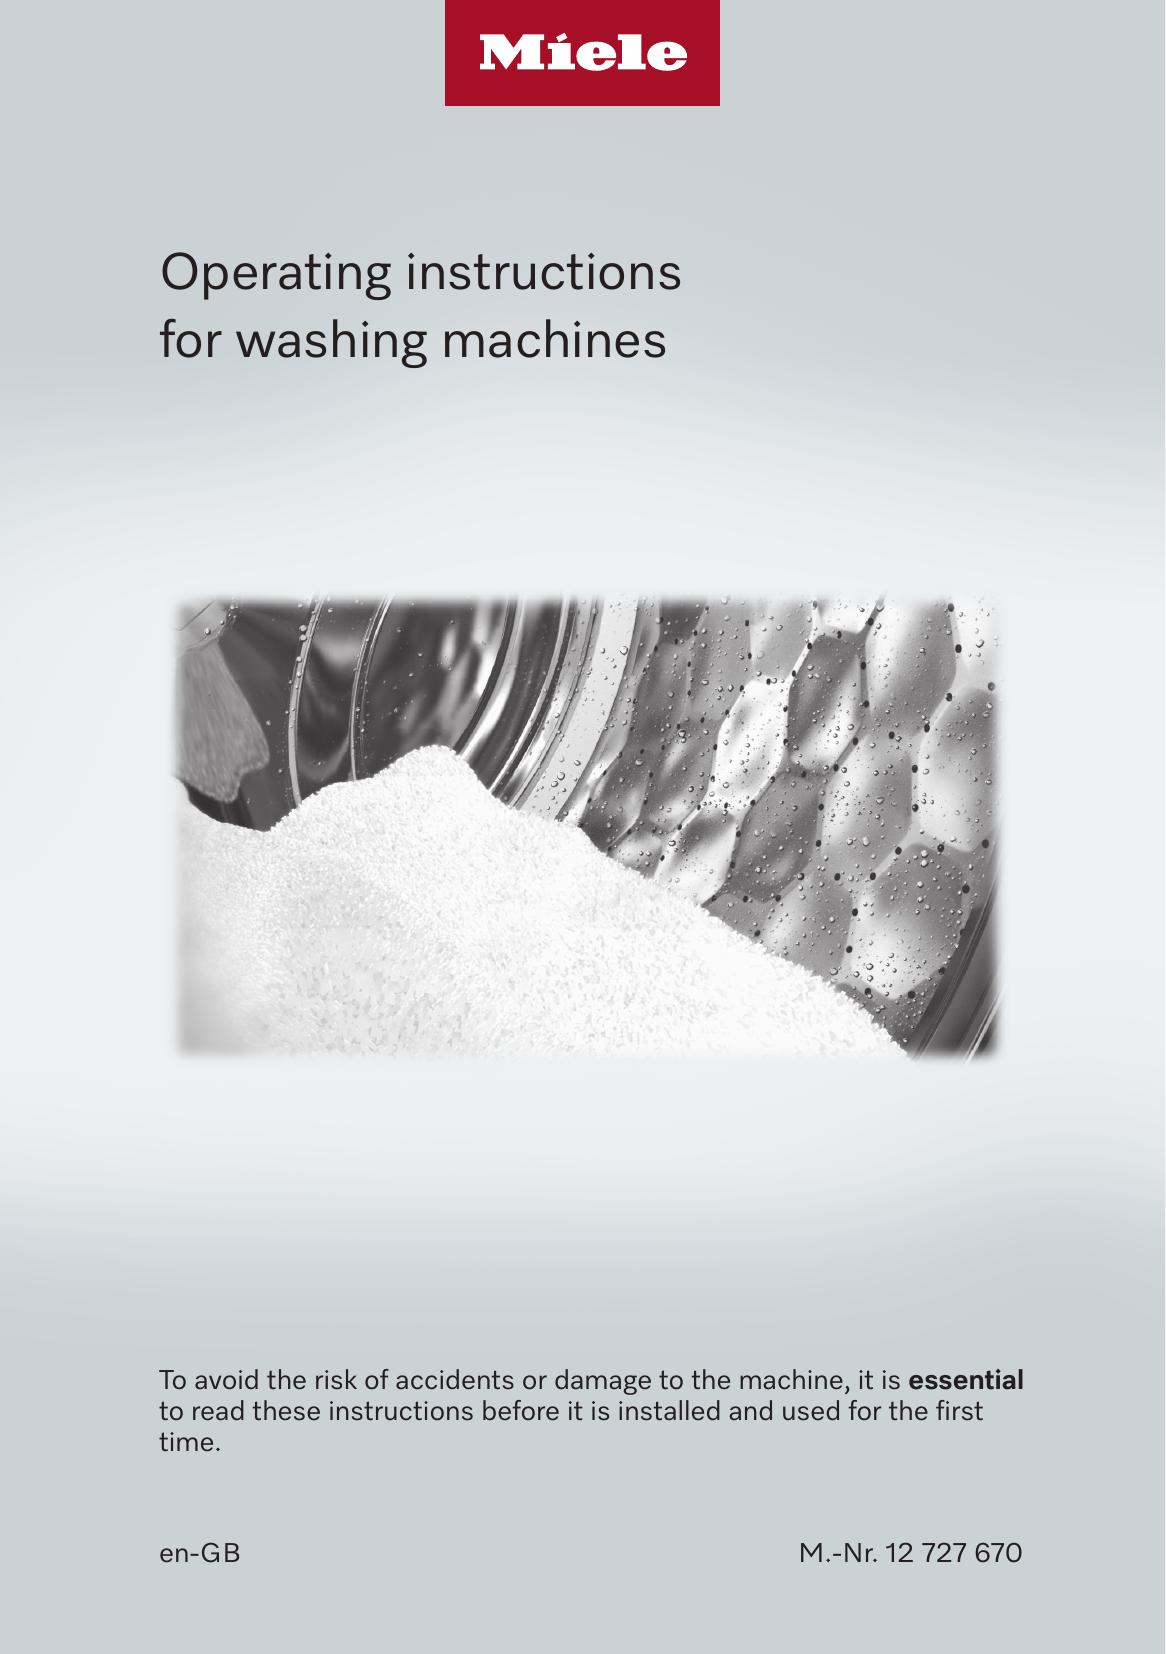 Miele
Operating instructions
for washing machines
To avoid the risk of accidents or damage to the machine, it is essential
to read these instructions before it is installed and used for the first
time.
en-GB
M.-Nr. 12 727 670